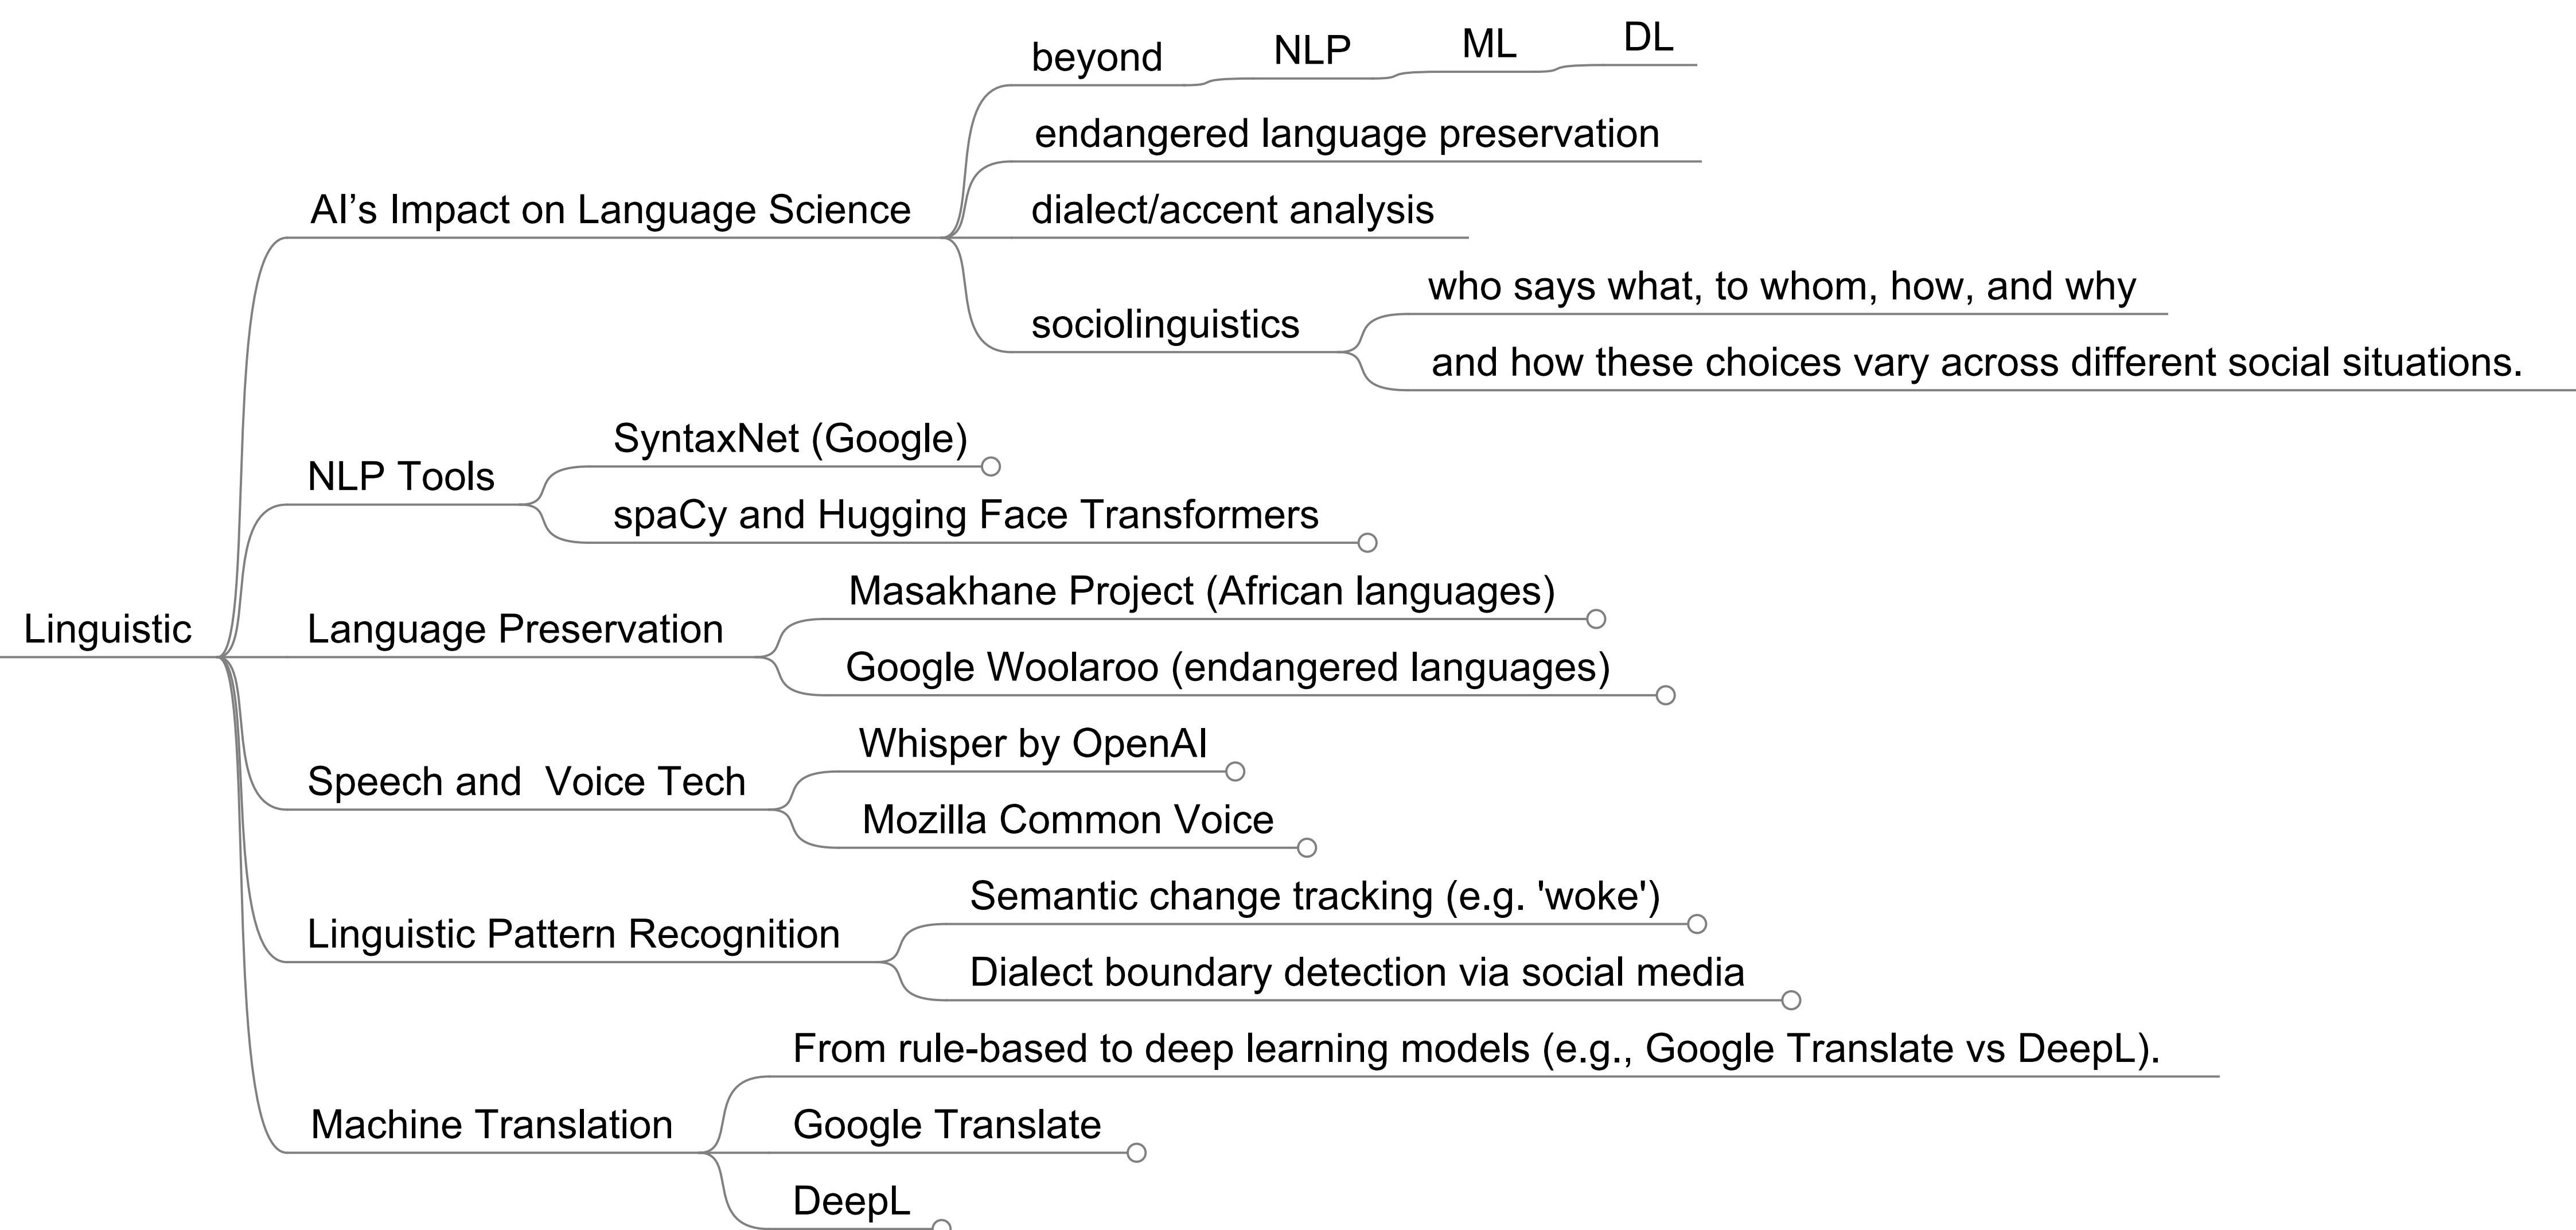 beyond NLP ML DL
endangered language preservation
AI’s Impact on Language Science
dialect/accent analysis
who says what, to whom, how, and why
sociolinguistics
and how these choices vary across different social situations.
SyntaxNet (Google)
NLP Tools
spaCy and Hugging Face Transformers
Masakhane Project (African languages)
Linguistic
Language Preservation
Google Woolaroo (endangered languages)
Whisper by OpenAI
Speech and  Voice Tech
Mozilla Common Voice
Semantic change tracking (e.g. 'woke')
Linguistic Pattern Recognition
Dialect boundary detection via social media
From rule-based to deep learning models (e.g., Google Translate vs DeepL).
Machine Translation
Google Translate
DeepL